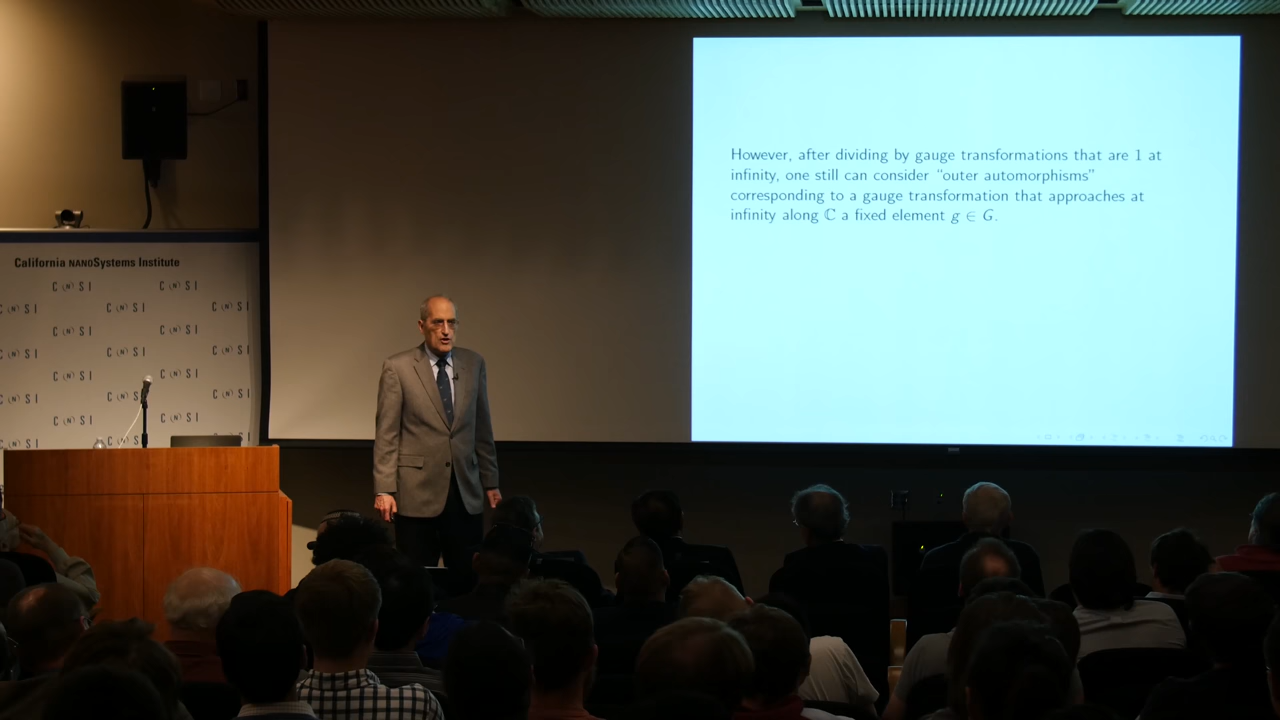 However, after dividing by gauge transformations that are 1 at
infinity, one still can consider “outer automorphisms”
corresponding to a gauge transformation that approaches at
infinity along ℂ a fixed element g ∈ G.
California NANOSystems Institute
C (N) S I C (N) S I
C (N) S I C (N) S I C (N) S I
C (N) S I C (N) S I
C (N) S I C (N) S I C (N) S I
C (N) S I C (N) S I
C (N) S I C (N) S I C (N) S I
C (N) S I C (N) S I
C (N) S I C (N) S I